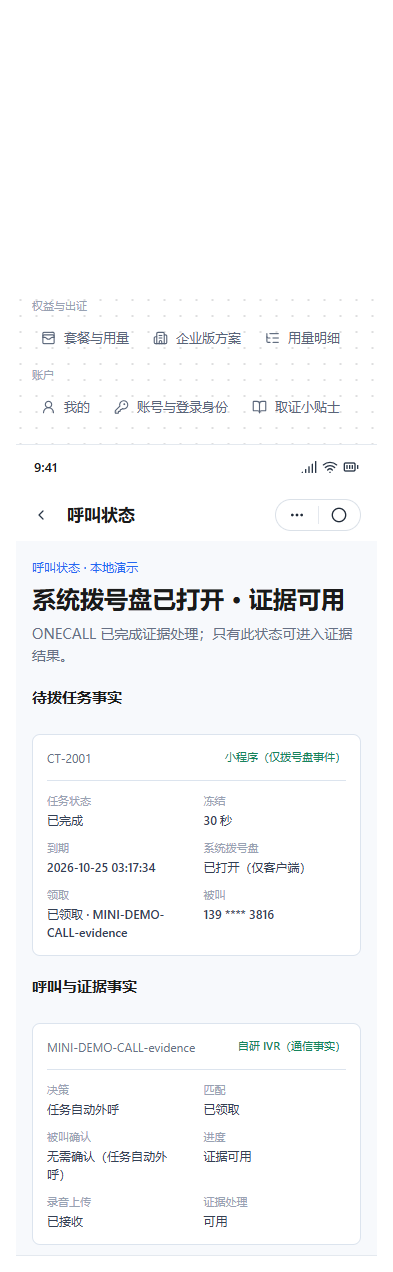 权益与出证
套餐与用量 企业版方案 用量明细
账户
我的 账号与登录身份 取证小贴士
9:41
呼叫状态
呼叫状态 · 本地演示
系统拨号盘已打开 · 证据可用
ONECALL 已完成证据处理；只有此状态可进入证据
结果。
待拨任务事实
CT-2001 小程序（仅拨号盘事件）
任务状态 冻结
已完成 30 秒
到期 系统拨号盘
2026-10-25 03:17:34 已打开（仅客户端）
领取 被叫
已领取 · MINI-DEMO- 139 **** 3816
CALL-evidence
呼叫与证据事实
MINI-DEMO-CALL-evidence 自研 IVR（通信事实）
决策 匹配
任务自动外呼 已领取
被叫确认 进度
无需确认（任务自动外 证据可用
呼）
录音上传 证据处理
已接收 可用